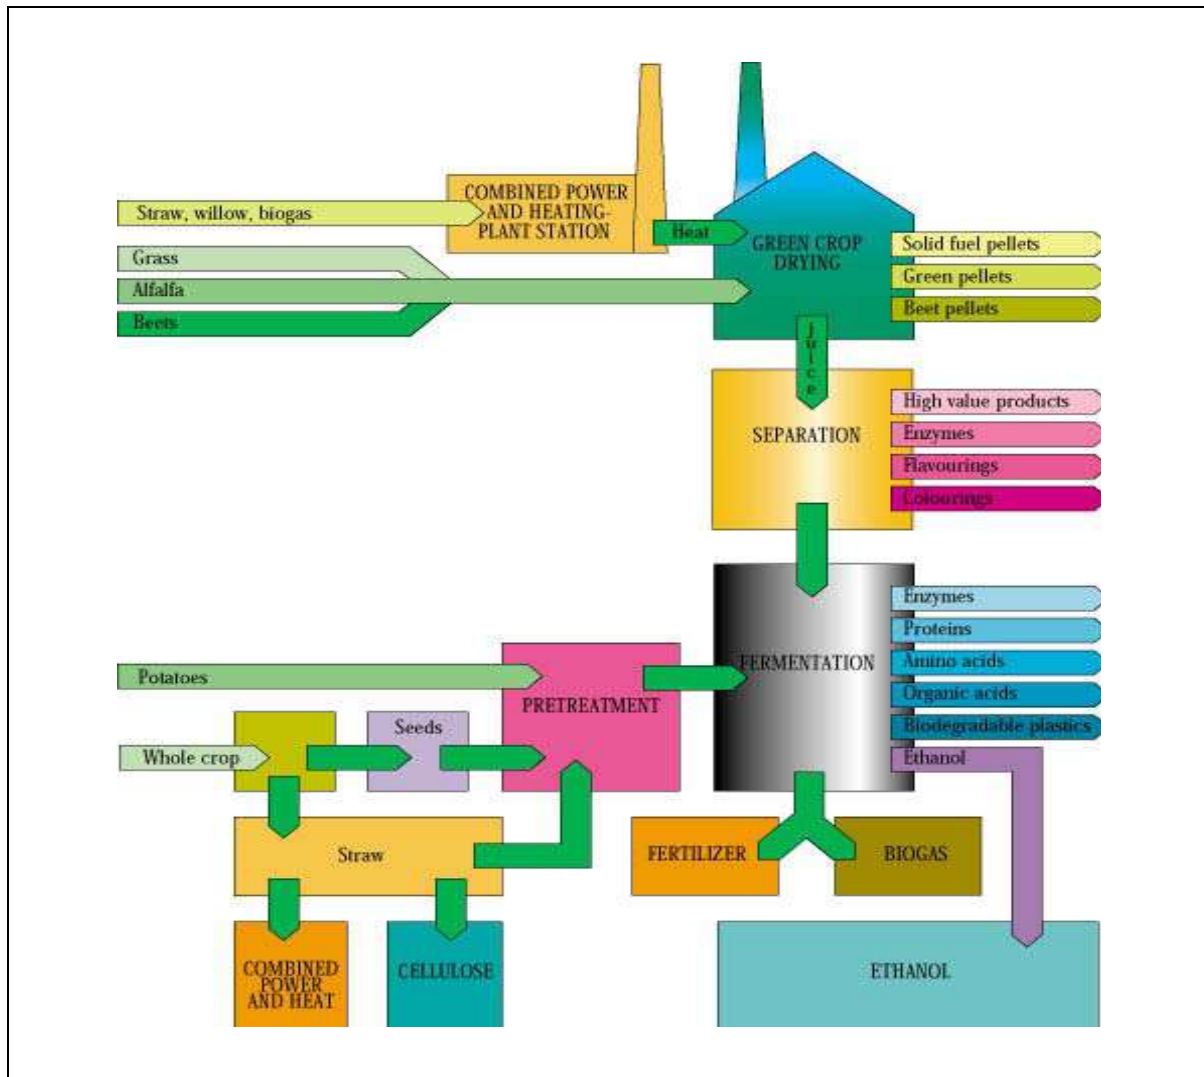 COMBINED POWER
AND HEATING-
PLANT STATION
Straw, willow, biogas
Heat
GREEN CROP
DRYING
Solid fuel pellets
Grass
Green pellets
Alfalfa
Beet pellets
Beets
juice
High value products
SEPARATION
Enzymes
Flavourings
Colourings
Enzymes
Proteins
FERMENTATION
Amino acids
Potatoes
Organic acids
PRETREATMENT
Biodegradable plastics
Seeds
Whole crop
Ethanol
Straw
FERTILIZER
BIOGAS
COMBINED
POWER
AND HEAT
CELLULOSE
ETHANOL